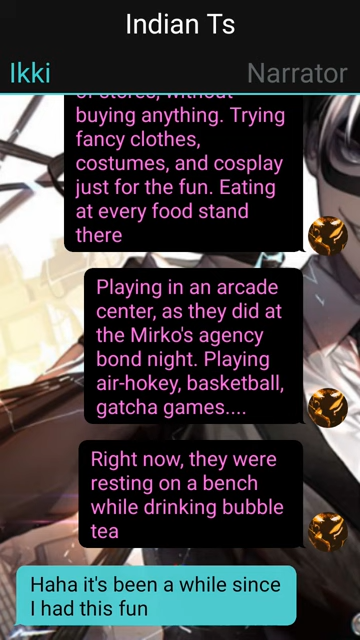 Indian Ts
Ikki
Narrator
of stores, without
buying anything. Trying
fancy clothes,
costumes, and cosplay
just for the fun. Eating
at every food stand
there
Playing in an arcade
center, as they did at
the Mirko's agency
bond night. Playing
air-hokey, basketball,
gatcha games....
Right now, they were
resting on a bench
while drinking bubble
tea
Haha it's been a while since
I had this fun